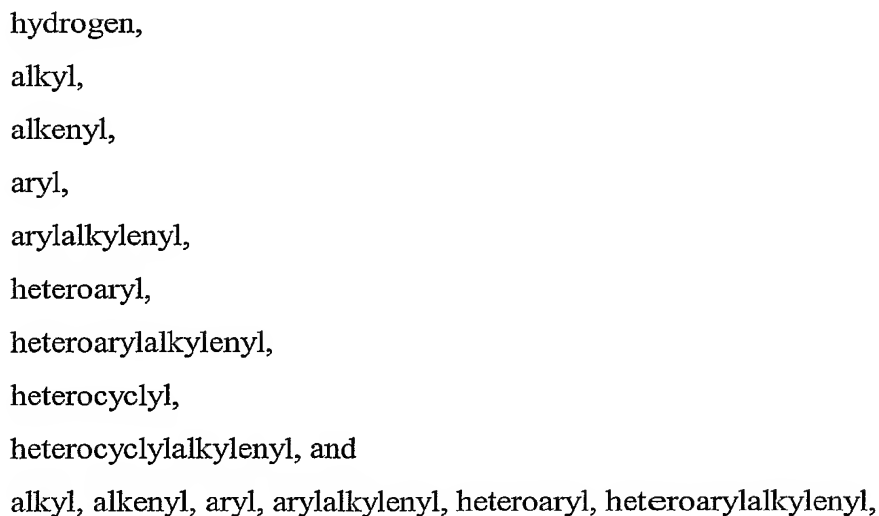 hydrogen,
alkyl,
alkenyl,
aryl,
arylalkylenyl,
heteroaryl,
heteroarylalkylenyl,
heterocyclyl,
heterocyclylalkylenyl, and
alkyl, alkenyl, aryl, arylalkylenyl, heteroaryl, heteroarylalkylenyl,